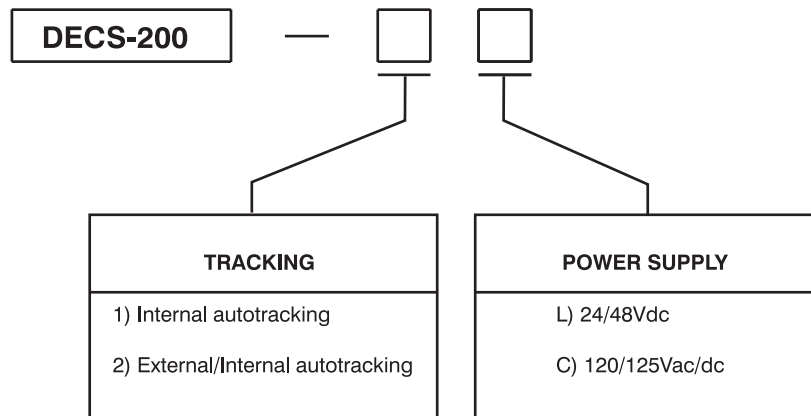 DECS-200 —
TRACKING
1) Internal autotracking
2) External/Internal autotracking
POWER SUPPLY
L) 24/48Vdc
C) 120/125Vac/dc